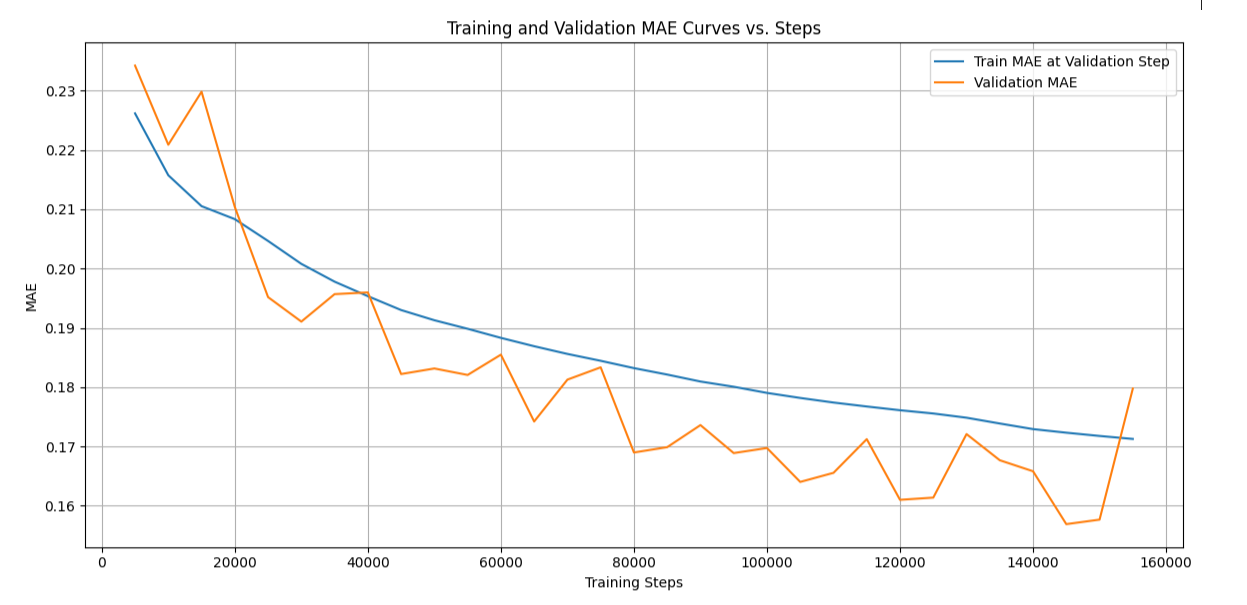 Training and Validation MAE Curves vs. Steps
Train MAE at Validation Step
Validation MAE
0.23
0.22
0.21
0.20
0.19
0.18
0.17
0.16
MAE
0 20000 40000 60000 80000 100000 120000 140000 160000
Training Steps